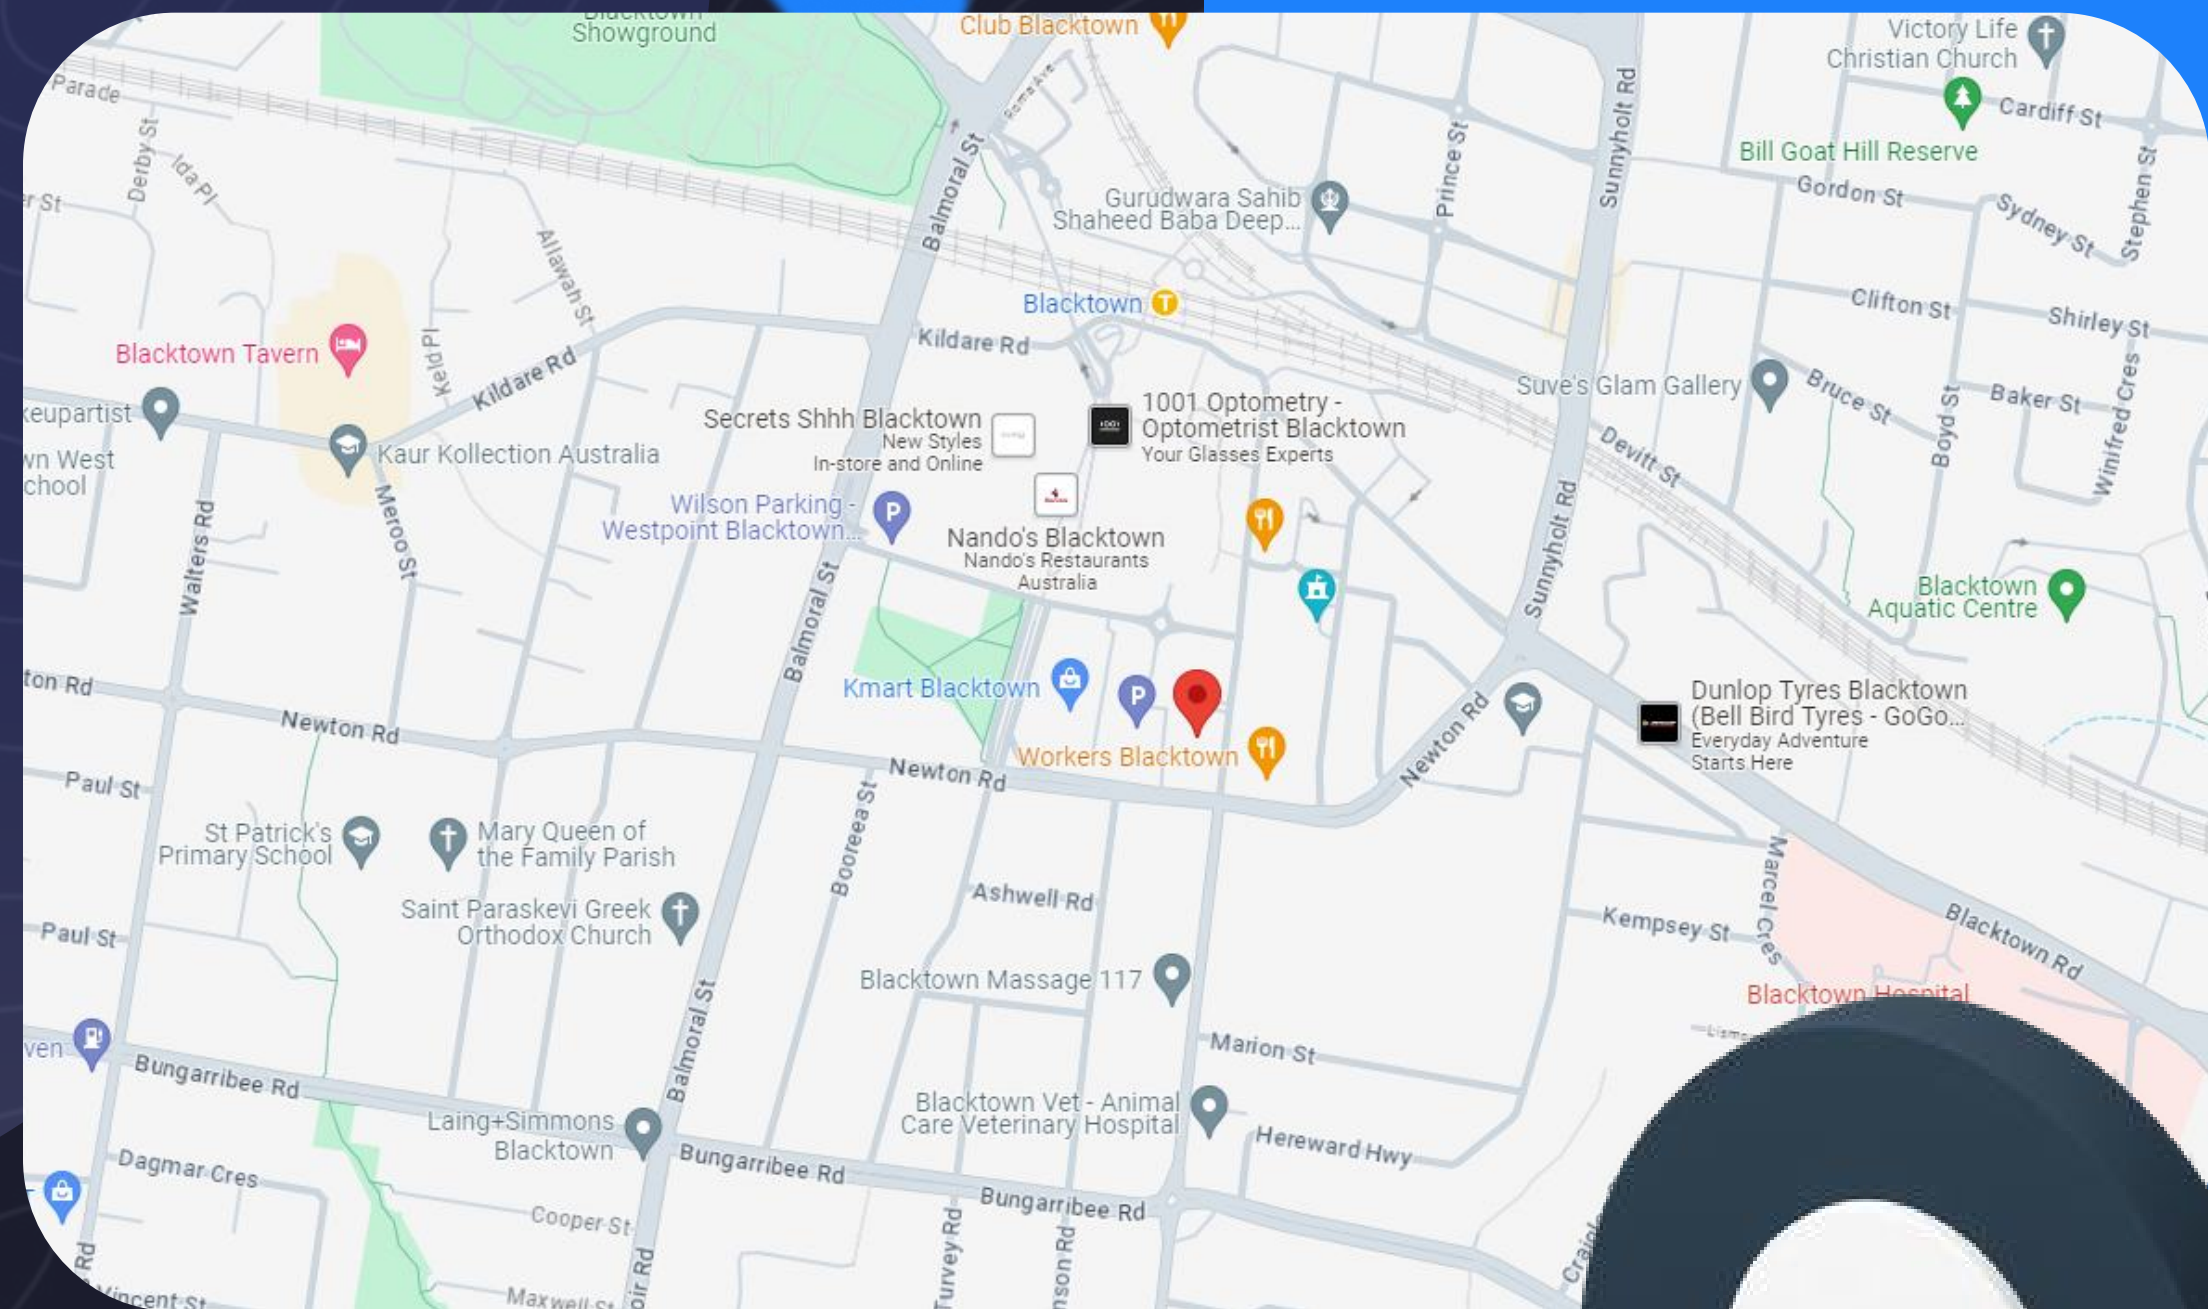 Blacktown
Showground
Club Blacktown
Victory Life
Christian Church
Parade
Roma Ave
Sunnyholt Rd
Cardiff St
Derby St
Ida Pl
Balmoral St
Prince St
Bill Goat Hill Reserve
Gordon St
Stephen St
Sydney St
Gurudwara Sahib
Shaheed Baba Deep...
Allawah St
Blacktown
T
Clifton St
Shirley St
Blacktown Tavern
Keld Pl
Kildare Rd
Kildare Rd
Suve's Glam Gallery
Bruce St
Boyd St
Baker St
Winifred Cres
keupartist
Kaur Kollection Australia
Secrets Shhh Blacktown
New Styles
In-store and Online
1001 Optometry -
Optometrist Blacktown
Your Glasses Experts
Devitt St
wn West
chool
Walters Rd
Meroo St
Wilson Parking -
Westpoint Blacktown...
P
Nando's Blacktown
Nando's Restaurants
Australia
Sunnyholt Rd
Balmoral St
Blacktown
Aquatic Centre
ton Rd
Newton Rd
Kmart Blacktown
P
Workers Blacktown
Newton Rd
Newton Rd
Dunlop Tyres Blacktown
(Bell Bird Tyres - GoGo...
Everyday Adventure
Starts Here
Paul St
St Patrick's
Primary School
Mary Queen of
the Family Parish
Booreea St
Marcel Cres
Saint Paraskevi Greek
Orthodox Church
Ashwell Rd
Kempsey St
Blacktown Rd
Paul St
Balmoral St
Blacktown Massage 117
Blacktown Hospital
ven
Bungarribee Rd
Marion St
Laing+Simmons
Blacktown
Blacktown Vet - Animal
Care Veterinary Hospital
Hereward Hwy
Dagmar Cres
Bungarribee Rd
Bungarribee Rd
Cooper St
Turvey Rd
nson Rd
Rd
Vincent St
Maxwell St
oir Rd